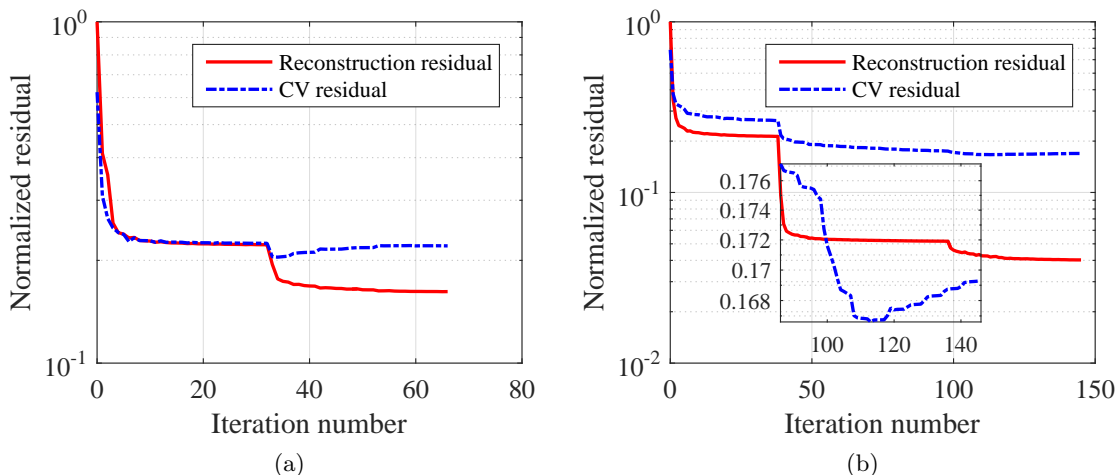 10^0
Reconstruction residual
CV residual
Normalized residual
10^-1
0
20
40
60
80
Iteration number
(a)
10^0
Reconstruction residual
CV residual
Normalized residual
10^-1
0.176
0.174
0.172
0.17
0.168
100
120
140
10^-2
0
50
100
150
Iteration number
(b)